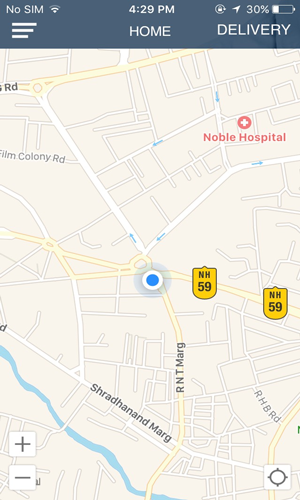 No SIM 4:29 PM 30%
HOME DELIVERY
s Rd
Noble Hospital
Film Colony Rd
NH
59
NH
59
R N T Marg
Shradhanand Marg
R H B Rd
d
N
+
−